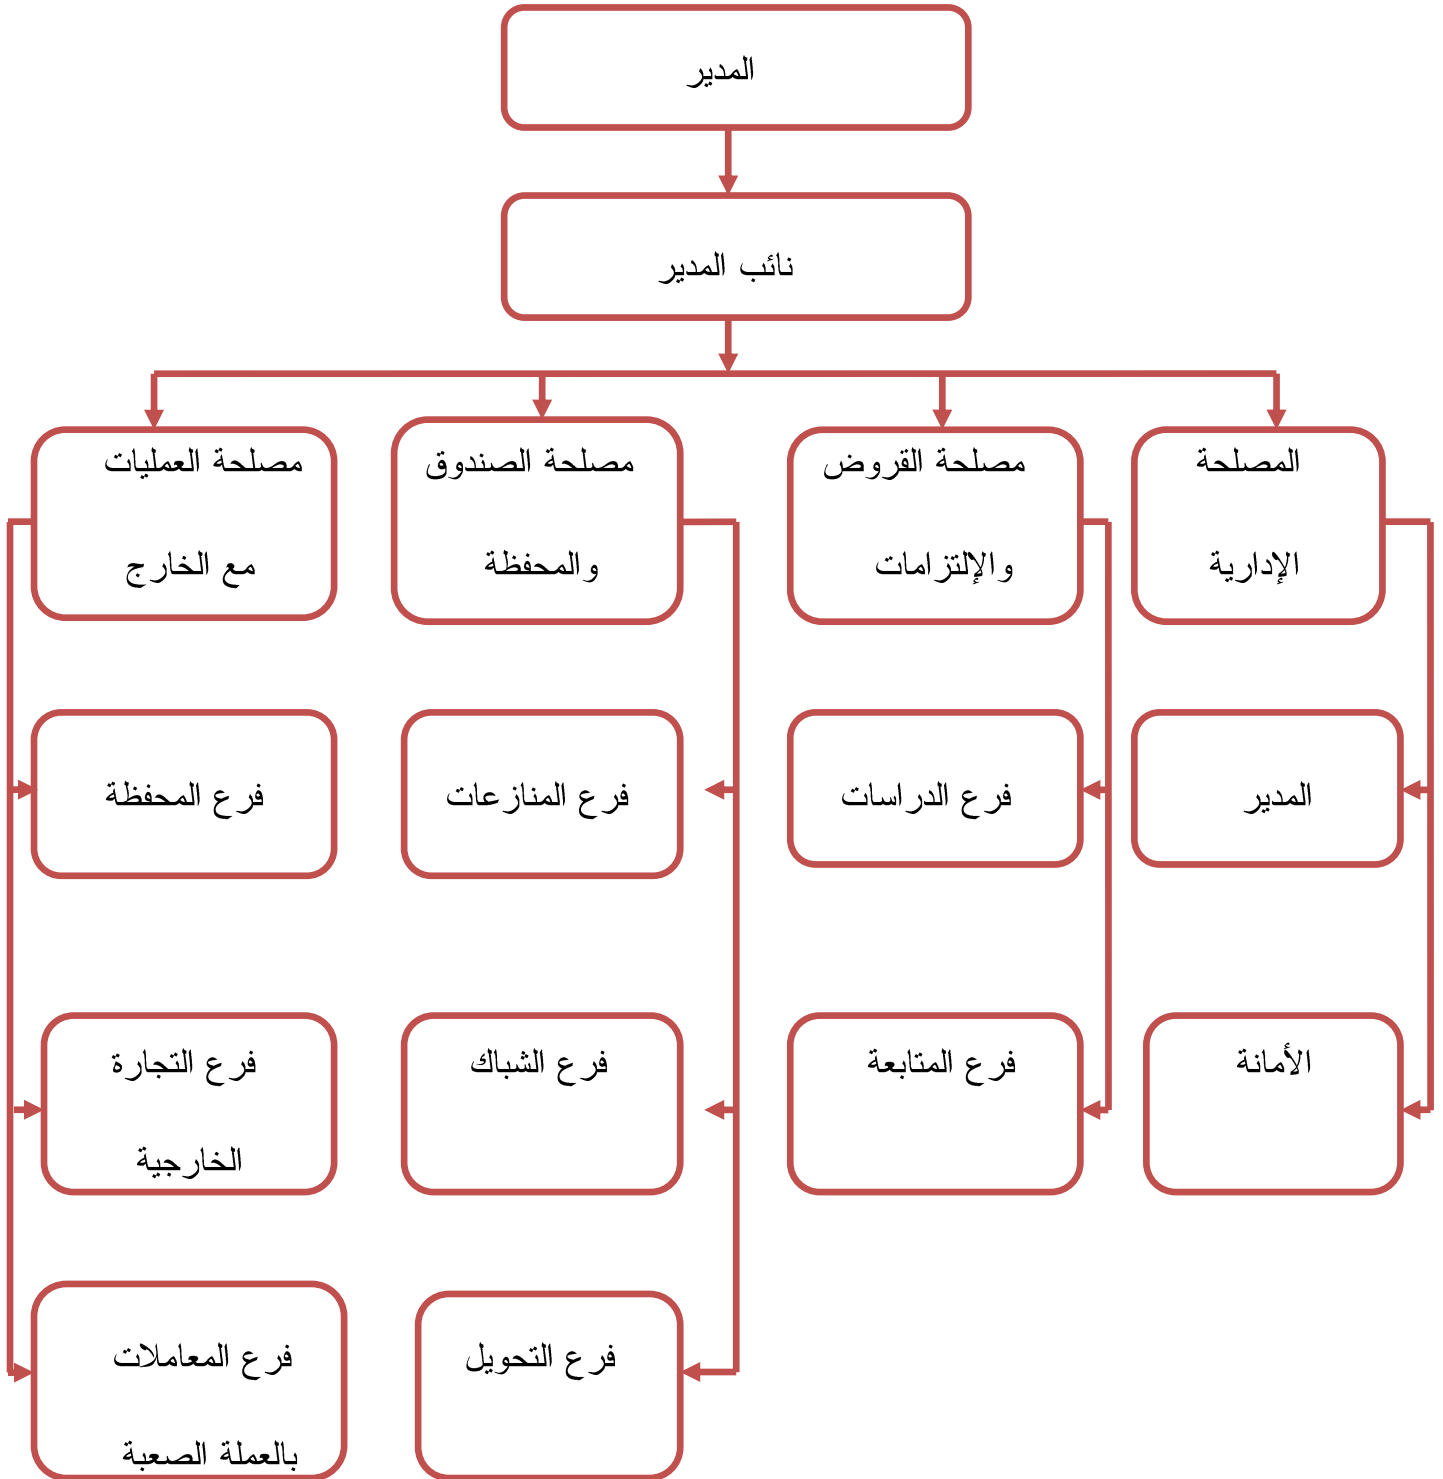 المدير
نائب المدير
المصلحة
الإدارية
مصلحة القروض
والإلتزامات
مصلحة الصندوق
والمحفظة
مصلحة العمليات
مع الخارج
المدير
فرع الدراسات
فرع المنازعات
فرع المحفظة
الأمانة
فرع المتابعة
فرع الشباك
فرع التجارة
الخارجية
فرع التحويل
فرع المعاملات
بالعملة الصعبة